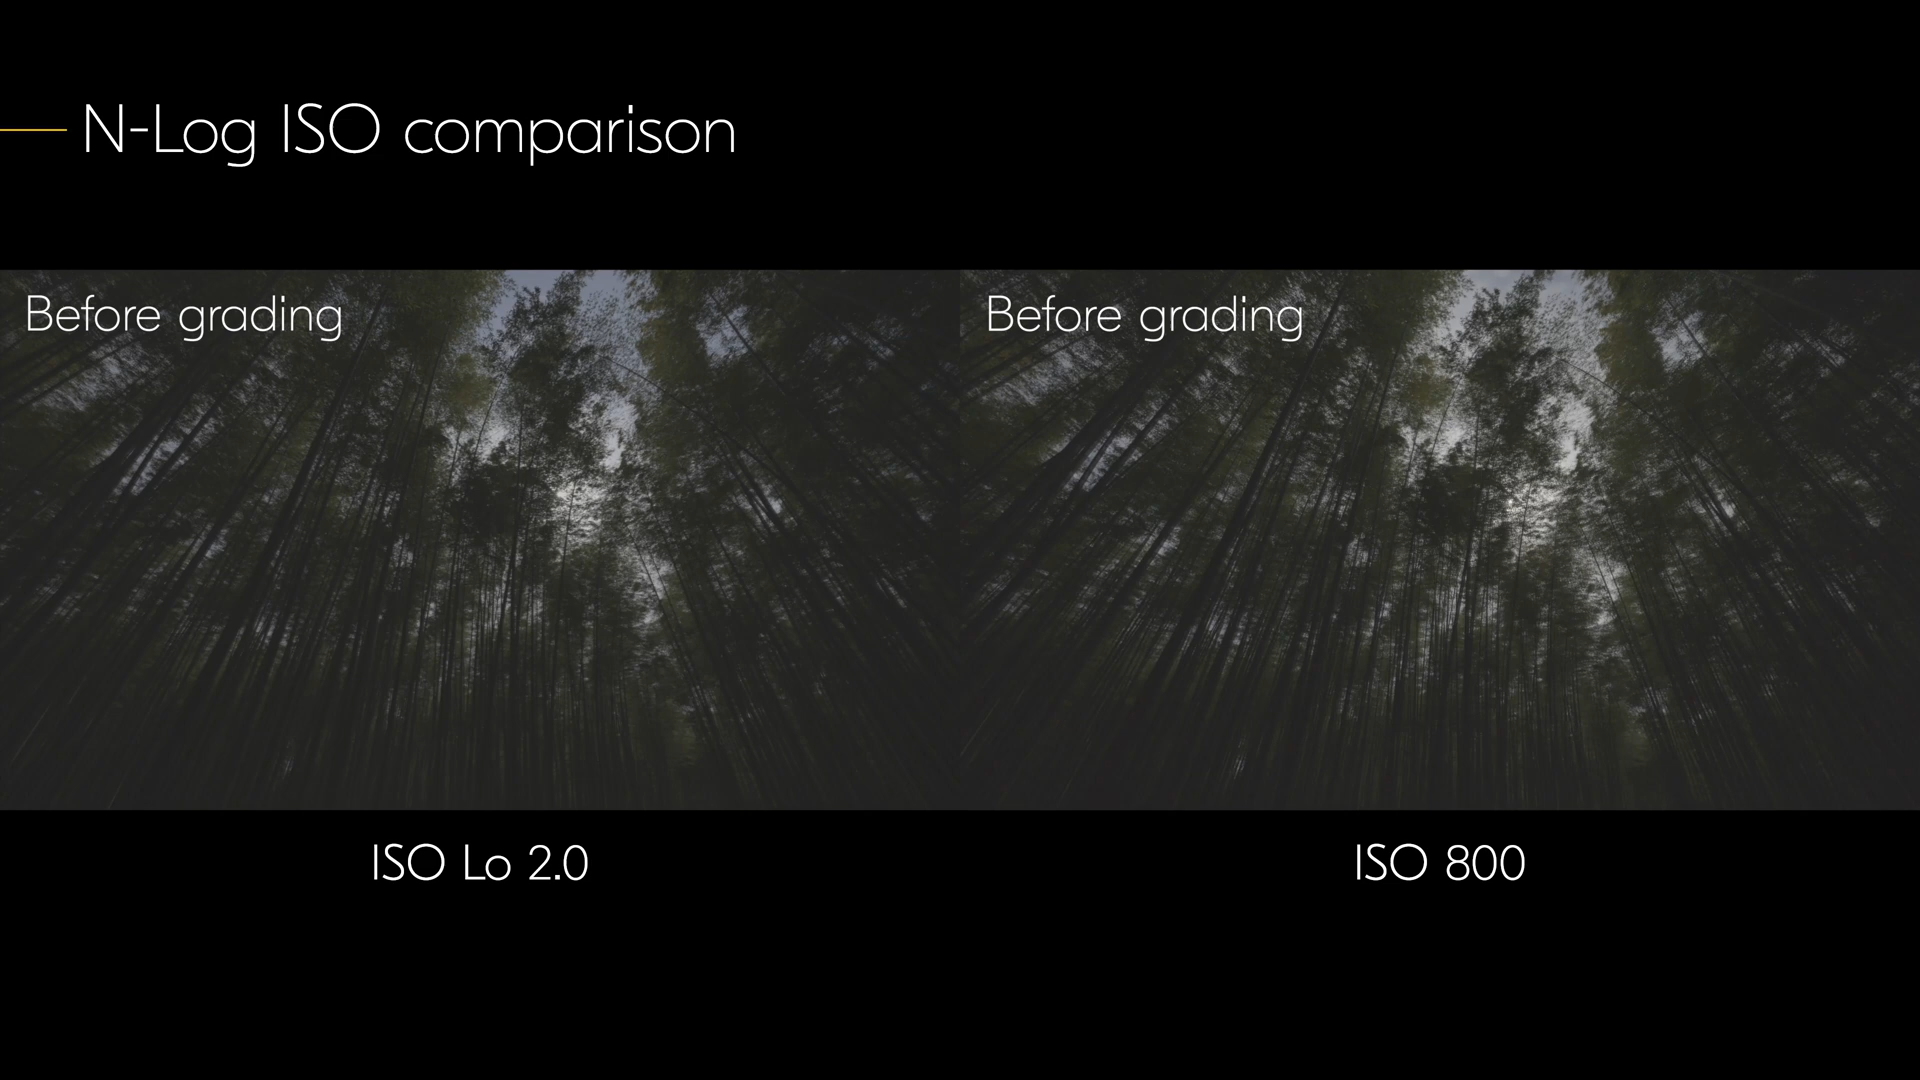 N-Log ISO comparison
Before grading
Before grading
ISO Lo 2.0
ISO 800